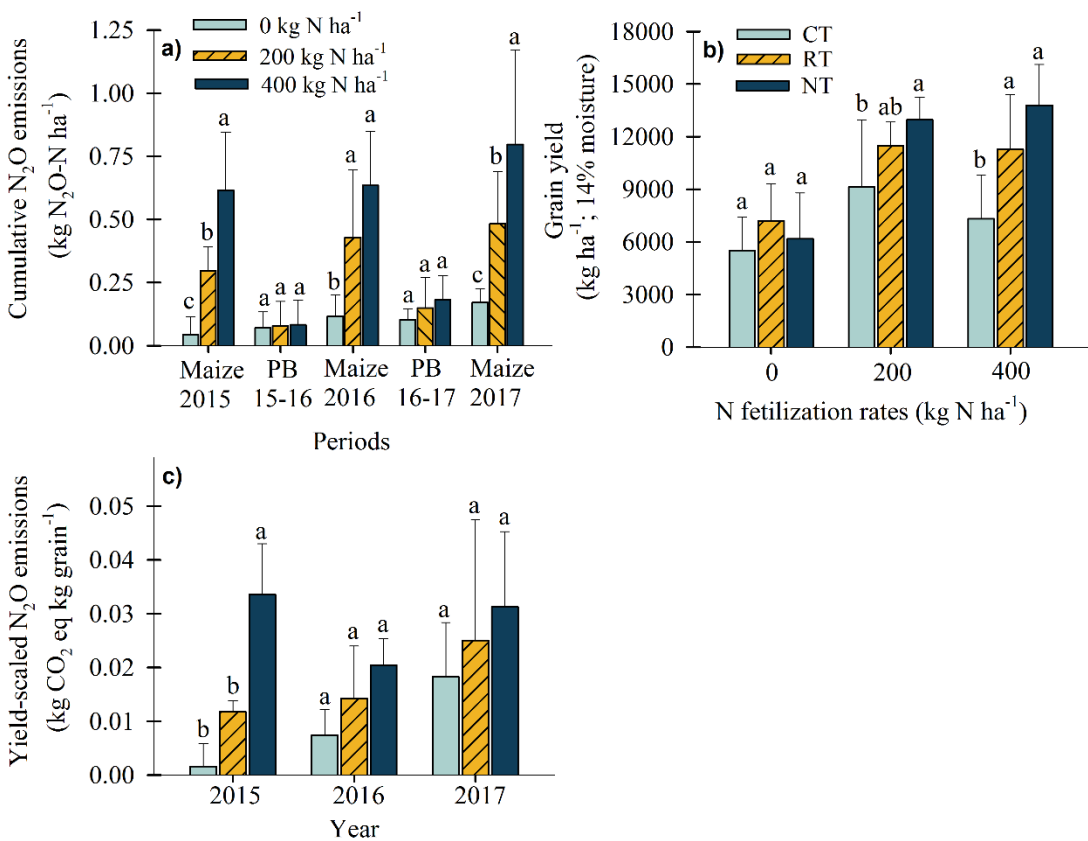 a)
0 kg N ha⁻¹
200 kg N ha⁻¹
400 kg N ha⁻¹
Cumulative N₂O emissions
(kg N₂O-N ha⁻¹)
1.25
1.00
0.75
0.50
0.25
0.00
c b a a a a b a a a a a c b a
Maize PB Maize PB Maize
2015 15-16 2016 16-17 2017
Periods
b)
CT
RT
NT
Grain yield
(kg ha⁻¹; 14% moisture)
18000
15000
12000
9000
6000
3000
0
a a a b ab a b a a
0 200 400
N fetilization rates (kg N ha⁻¹)
c)
Yield-scaled N₂O emissions
(kg CO₂ eq kg grain⁻¹)
0.05
0.04
0.03
0.02
0.01
0.00
b b a a a a a a a
2015 2016 2017
Year